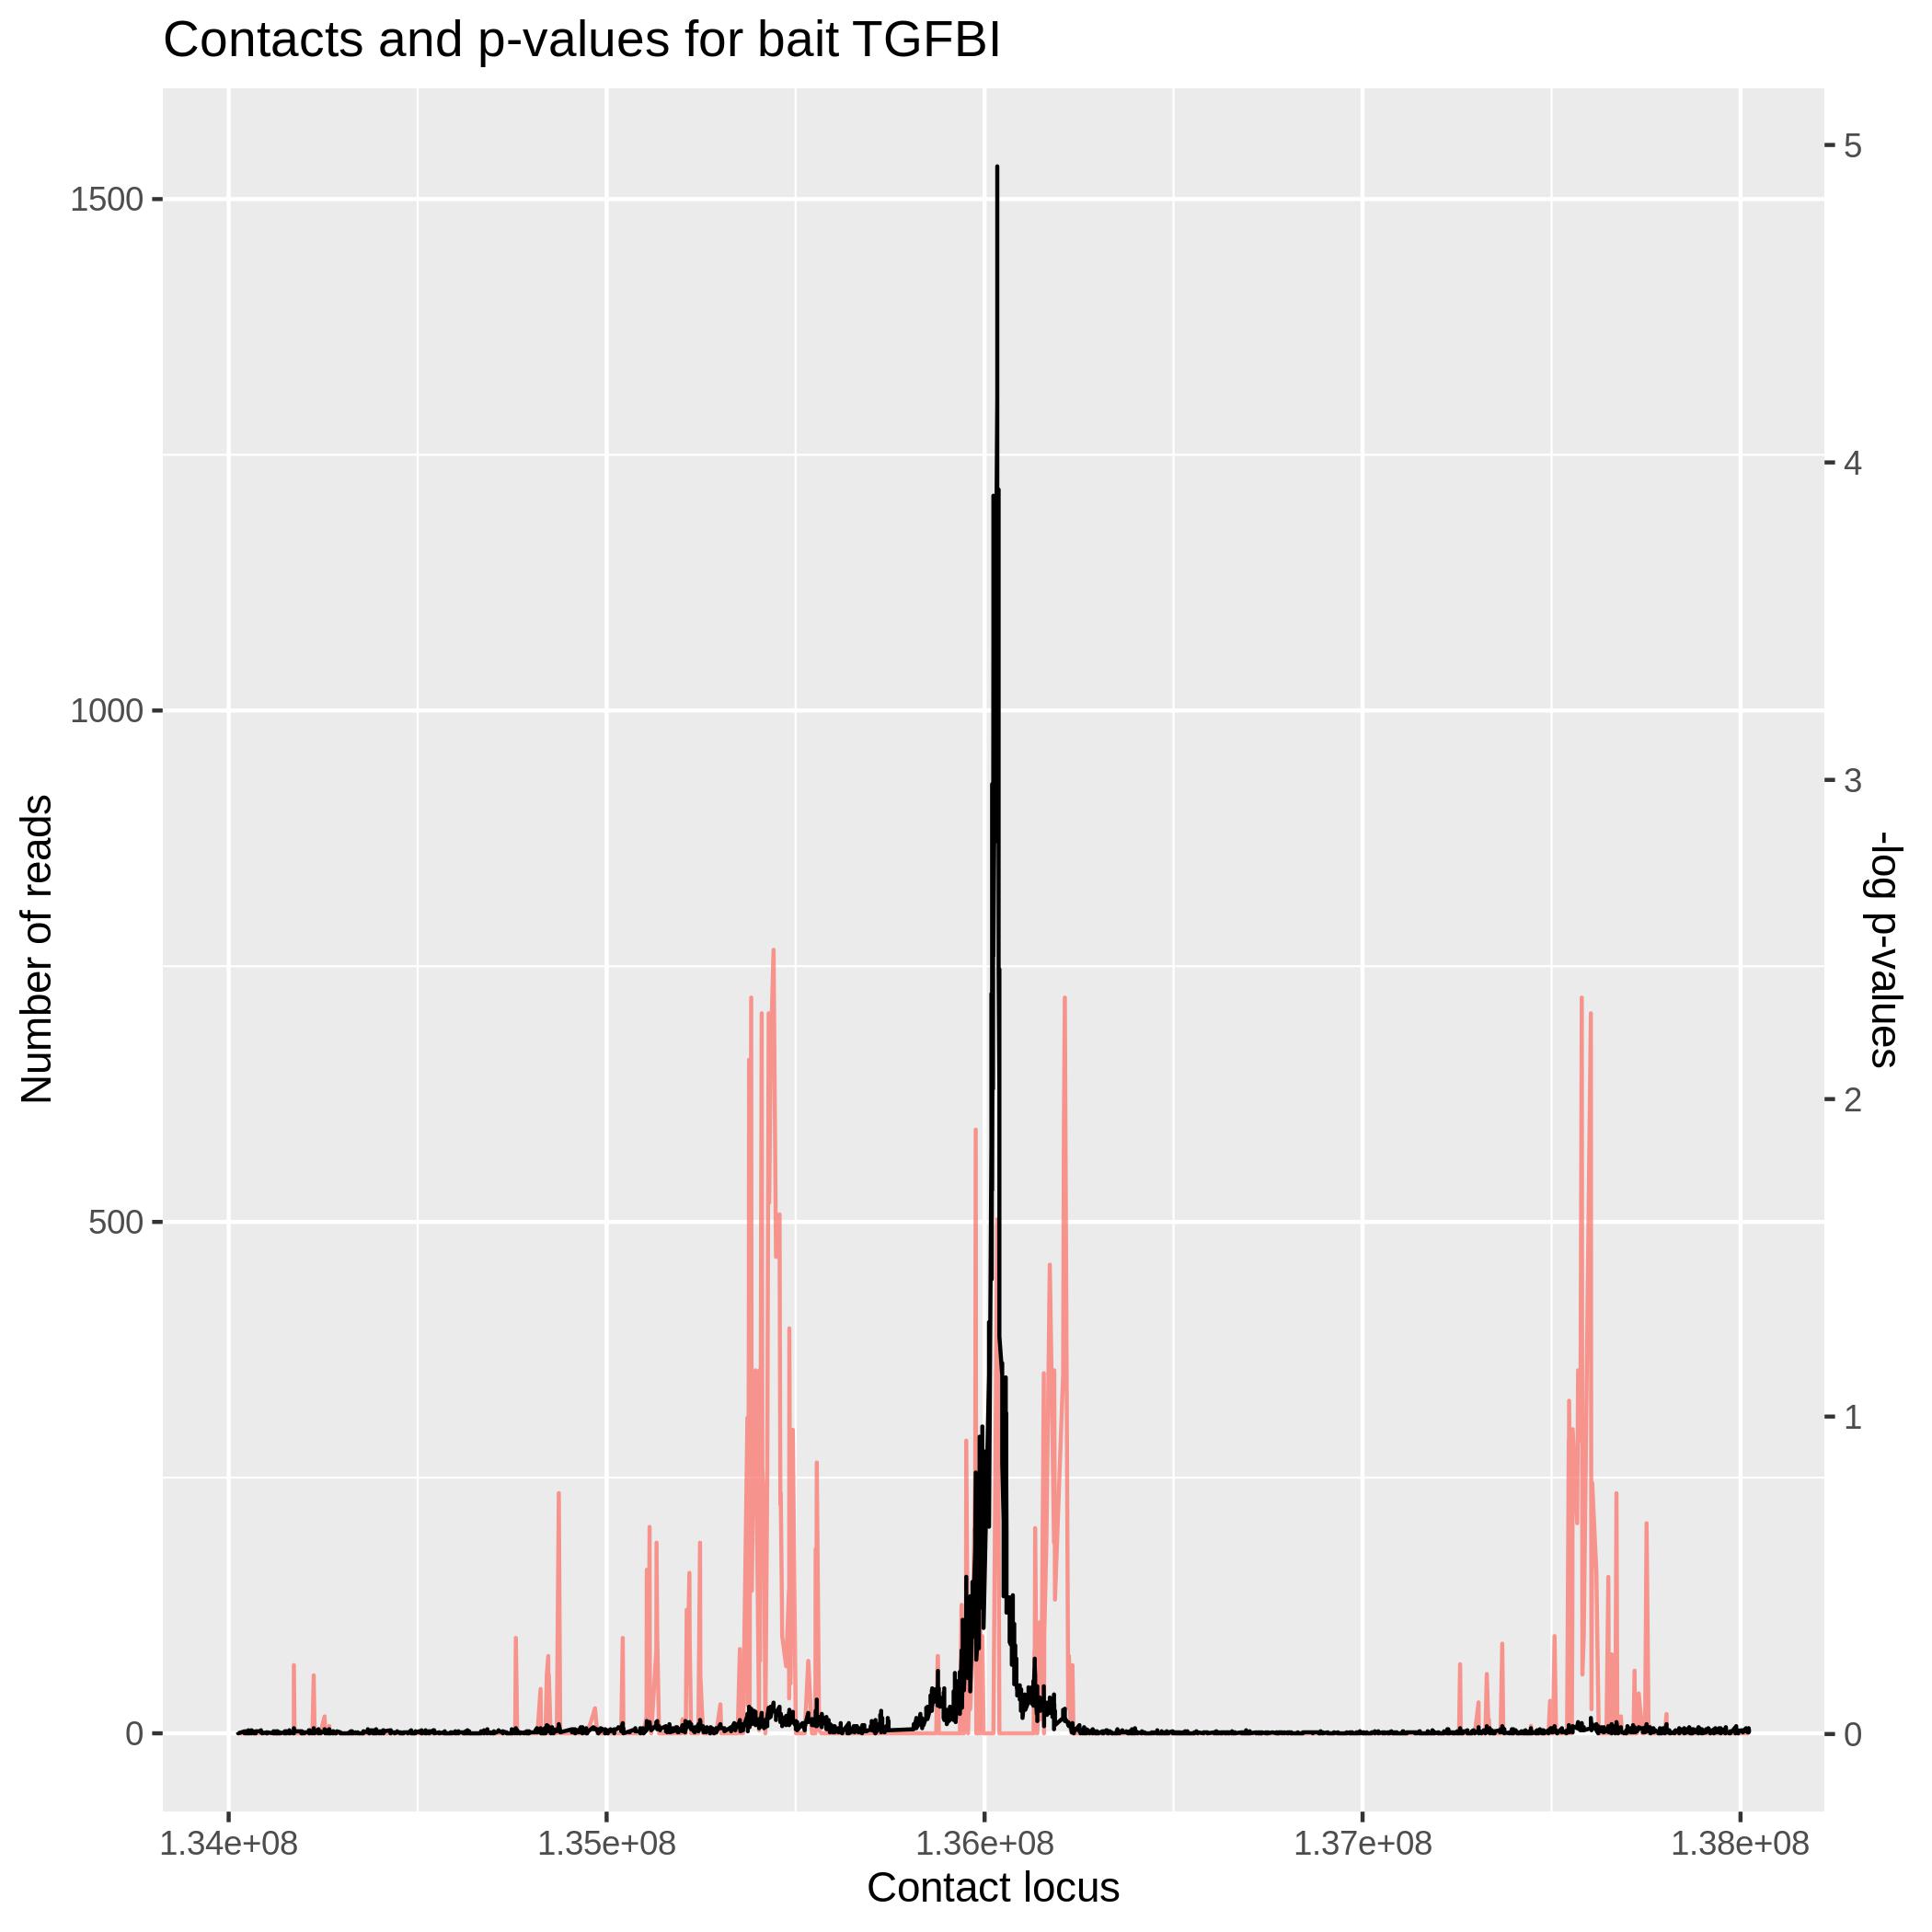 Contacts and p-values for bait TGFBI
1500
1000
500
0
Number of reads
5
4
3
2
1
0
-log p-values
1.34e+08 1.35e+08 1.36e+08 1.37e+08 1.38e+08
Contact locus